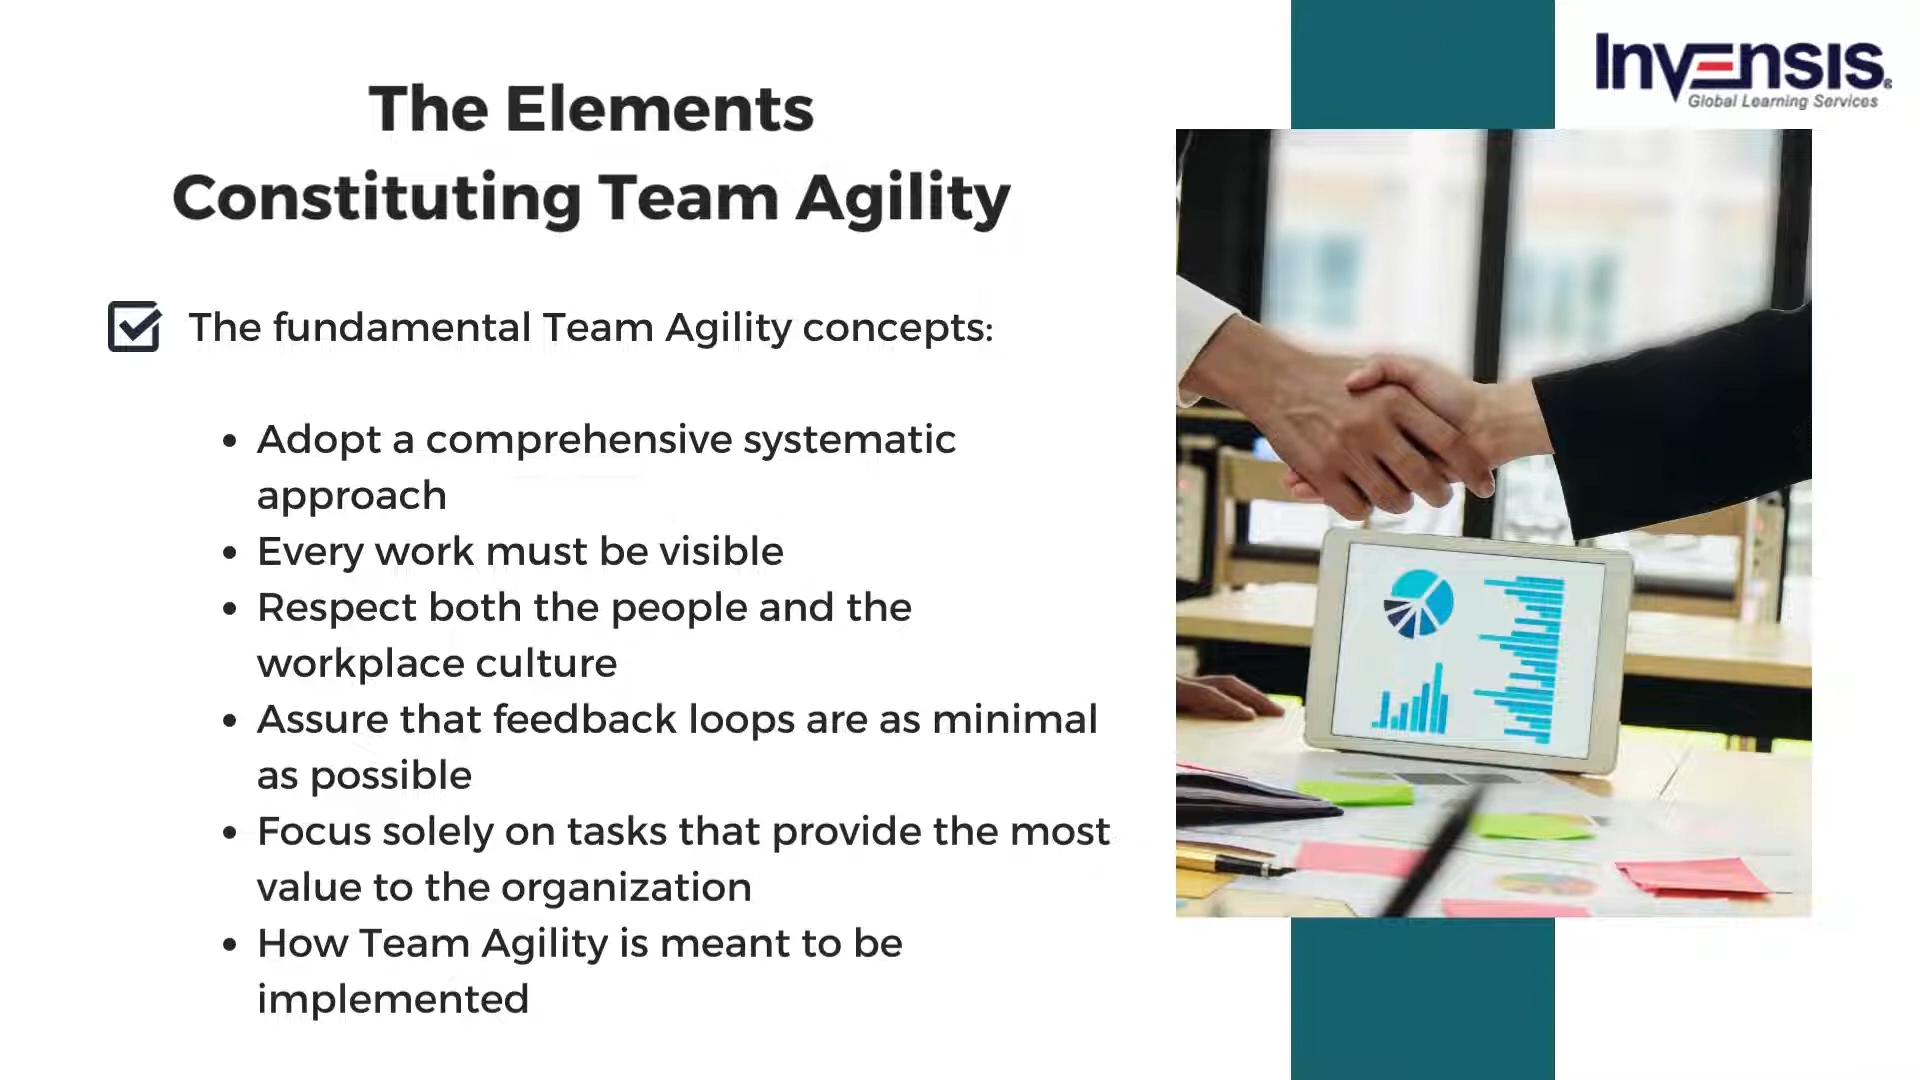 Invensis
Global Learning Services
The Elements
Constituting Team Agility
The fundamental Team Agility concepts:
• Adopt a comprehensive systematic
approach
• Every work must be visible
• Respect both the people and the
workplace culture
• Assure that feedback loops are as minimal
as possible
• Focus solely on tasks that provide the most
value to the organization
• How Team Agility is meant to be
implemented